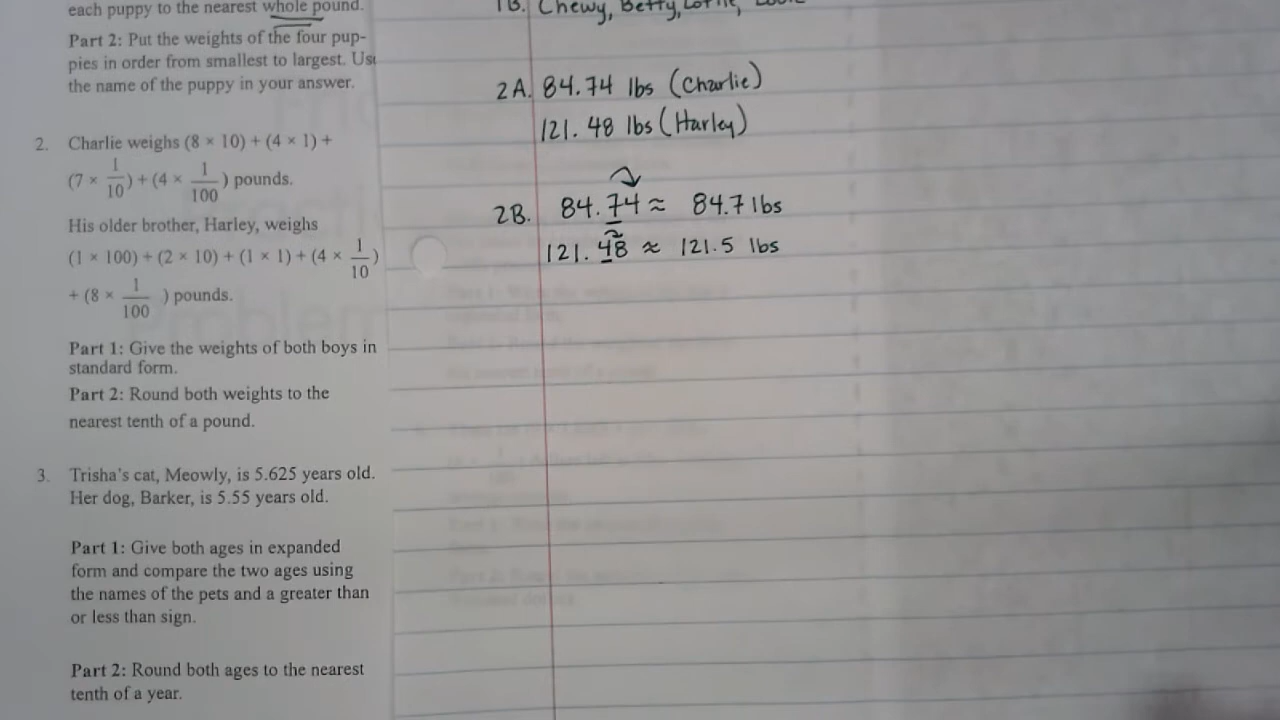 each puppy to the nearest whole pound.
Part 2: Put the weights of the four pup-
pies in order from smallest to largest. Use
the name of the puppy in your answer.
2. Charlie weighs (8 × 10) + (4 × 1) +
(7 × 1/10) + (4 × 1/100) pounds.
His older brother, Harley, weighs
(1 × 100) + (2 × 10) + (1 × 1) + (4 × 1/10)
+ (8 × 1/100) pounds.
Part 1: Give the weights of both boys in
standard form.
Part 2: Round both weights to the
nearest tenth of a pound.
3. Trisha's cat, Meowly, is 5.625 years old.
Her dog, Barker, is 5.55 years old.
Part 1: Give both ages in expanded
form and compare the two ages using
the names of the pets and a greater than
or less than sign.
Part 2: Round both ages to the nearest
tenth of a year.
1B. Chewy, Betty,
2A. 84.74 lbs (Charlie)
121.48 lbs (Harley)
2B. 84.74 ≈ 84.7 lbs
121.48 ≈ 121.5 lbs